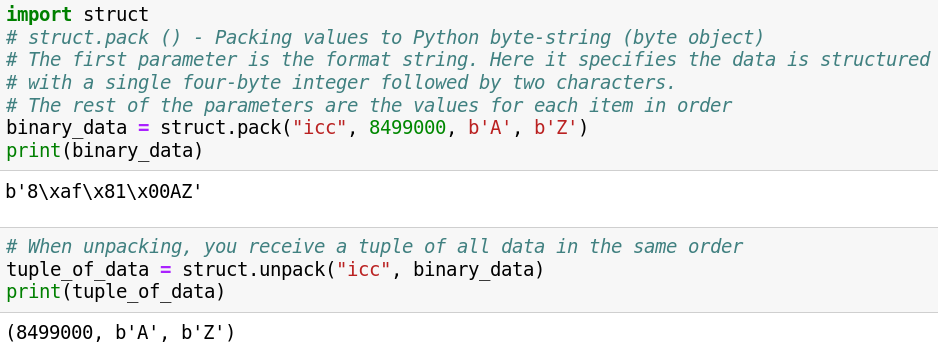 import struct
# struct.pack () - Packing values to Python byte-string (byte object)
# The first parameter is the format string. Here it specifies the data is structured
# with a single four-byte integer followed by two characters.
# The rest of the parameters are the values for each item in order
binary_data = struct.pack("icc", 8499000, b'A', b'Z')
print(binary_data)
b'8\xaf\x81\x00AZ'
# When unpacking, you receive a tuple of all data in the same order
tuple_of_data = struct.unpack("icc", binary_data)
print(tuple_of_data)
(8499000, b'A', b'Z')